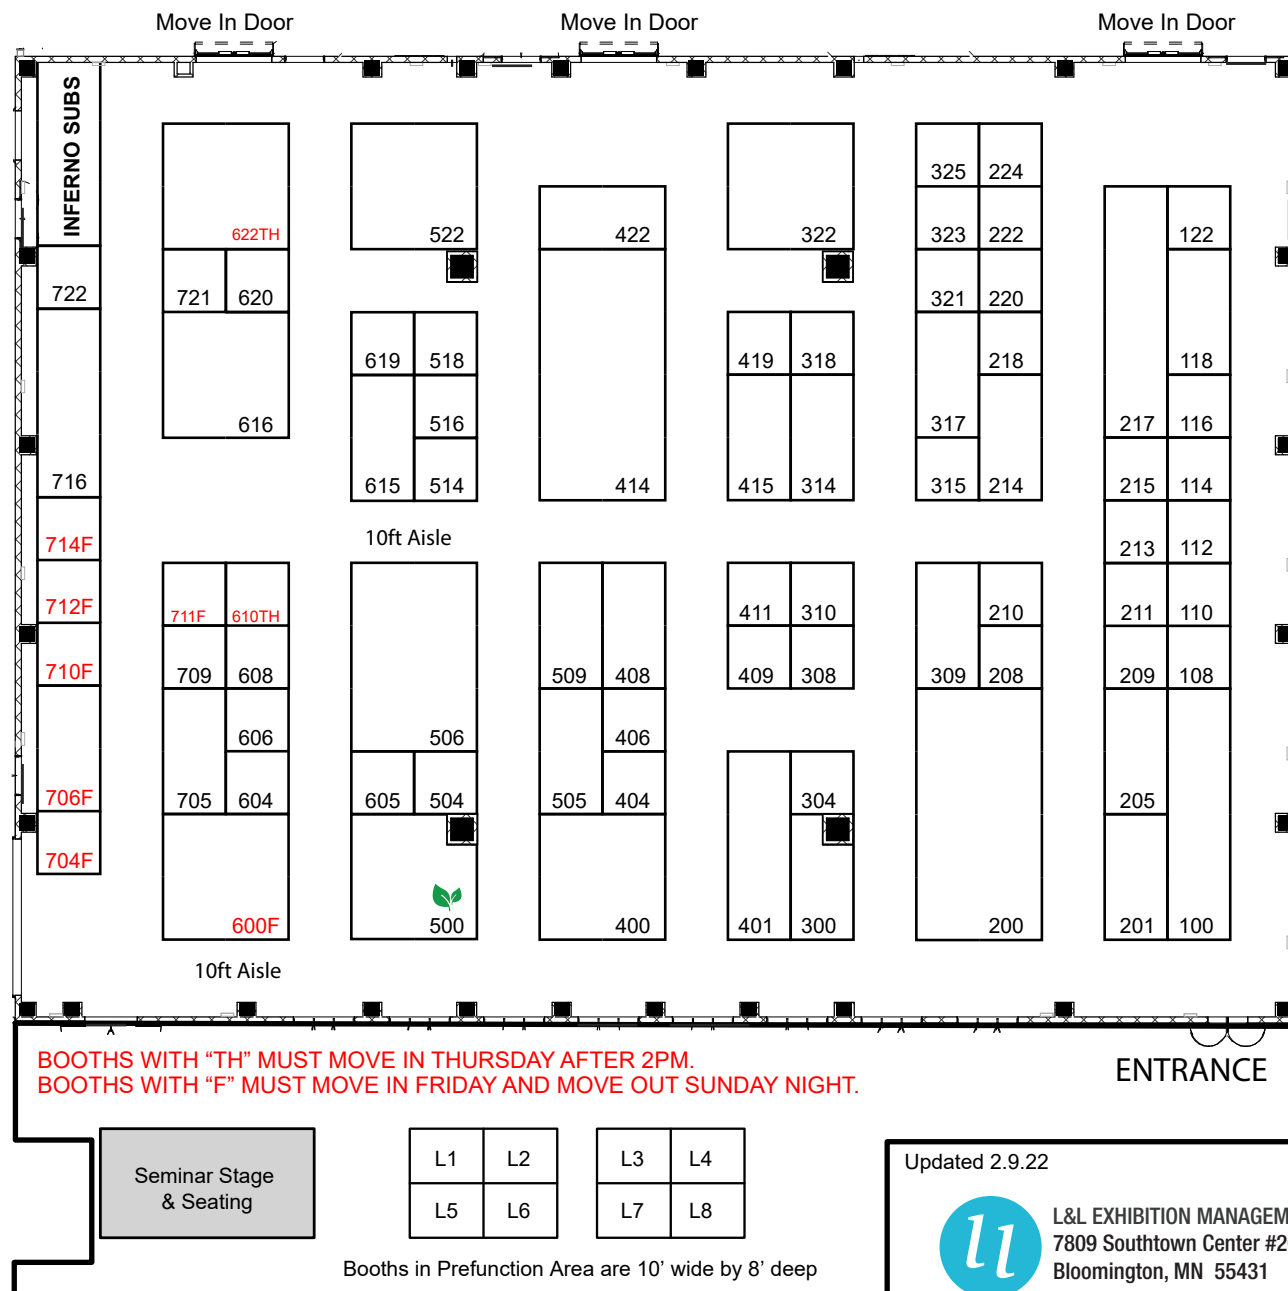 Move In Door Move In Door Move In Door
INFERNO SUBS
325 224
622TH 522 422 322 323 222 122
722 721 620 321 220
619 518 419 318 218 118
616 516 317 217 116
716 615 514 414 415 314 315 214 215 114
10ft Aisle
714F 213 112
712F 711F 610TH 411 310 210 211 110
710F 709 608 509 408 409 308 309 208 209 108
606 506 406
706F 705 604 605 504 505 404 304 205
704F
600F 500 400 401 300 200 201 100
10ft Aisle
BOOTHS WITH “TH” MUST MOVE IN THURSDAY AFTER 2PM.
BOOTHS WITH “F” MUST MOVE IN FRIDAY AND MOVE OUT SUNDAY NIGHT.
ENTRANCE
Seminar Stage
& Seating
L1 L2 L3 L4
L5 L6 L7 L8
Booths in Prefunction Area are 10’ wide by 8’ deep
Updated 2.9.22
ll
L&L EXHIBITION MANAGEM
7809 Southtown Center #2
Bloomington, MN 55431